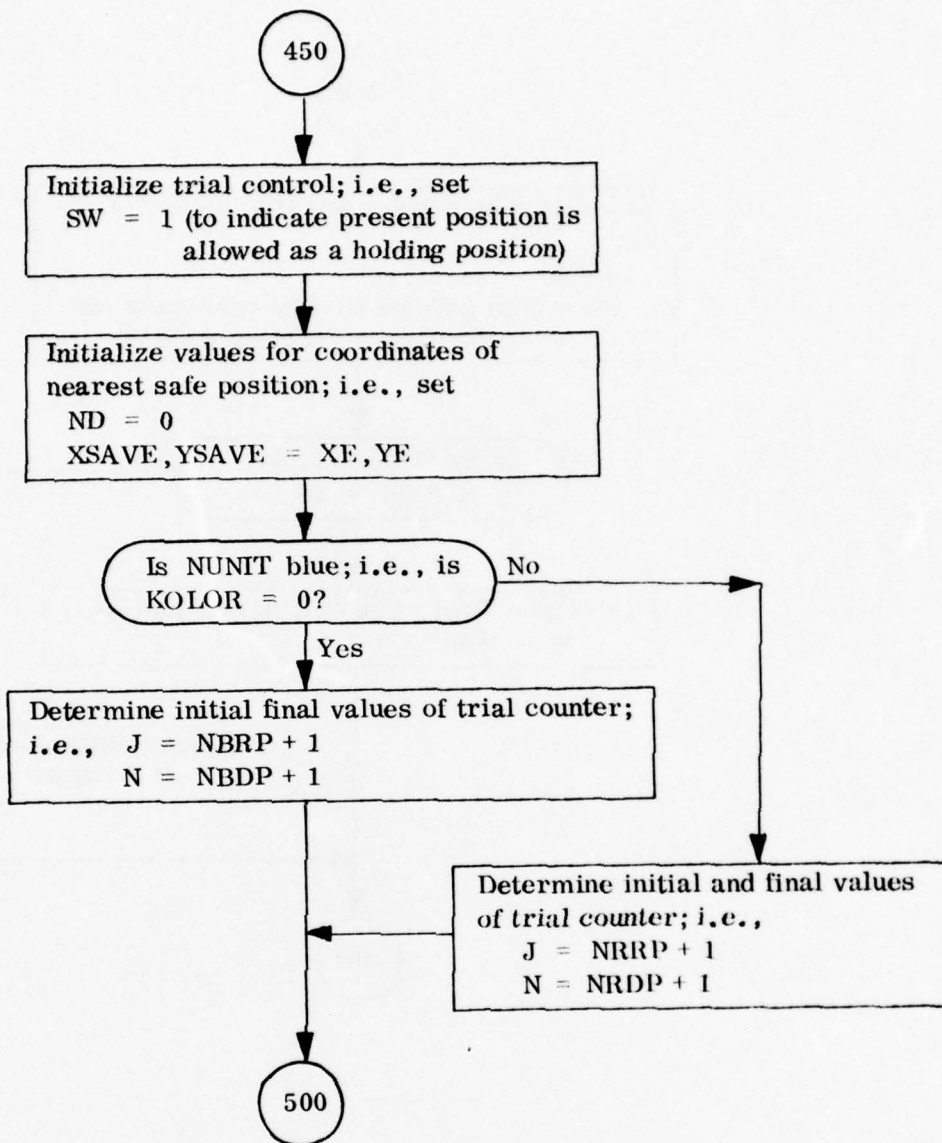 450
Initialize trial control; i.e., set
SW = 1 (to indicate present position is
allowed as a holding position)
Initialize values for coordinates of
nearest safe position; i.e., set
ND = 0
XSAVE,YSAVE = XE,YE
Is NUNIT blue; i.e., is
KOLOR = 0?
No
Yes
Determine initial final values of trial counter;
i.e., J = NBRP + 1
N = NBDP + 1
Determine initial and final values
of trial counter; i.e.,
J = NRRP + 1
N = NRDP + 1
500